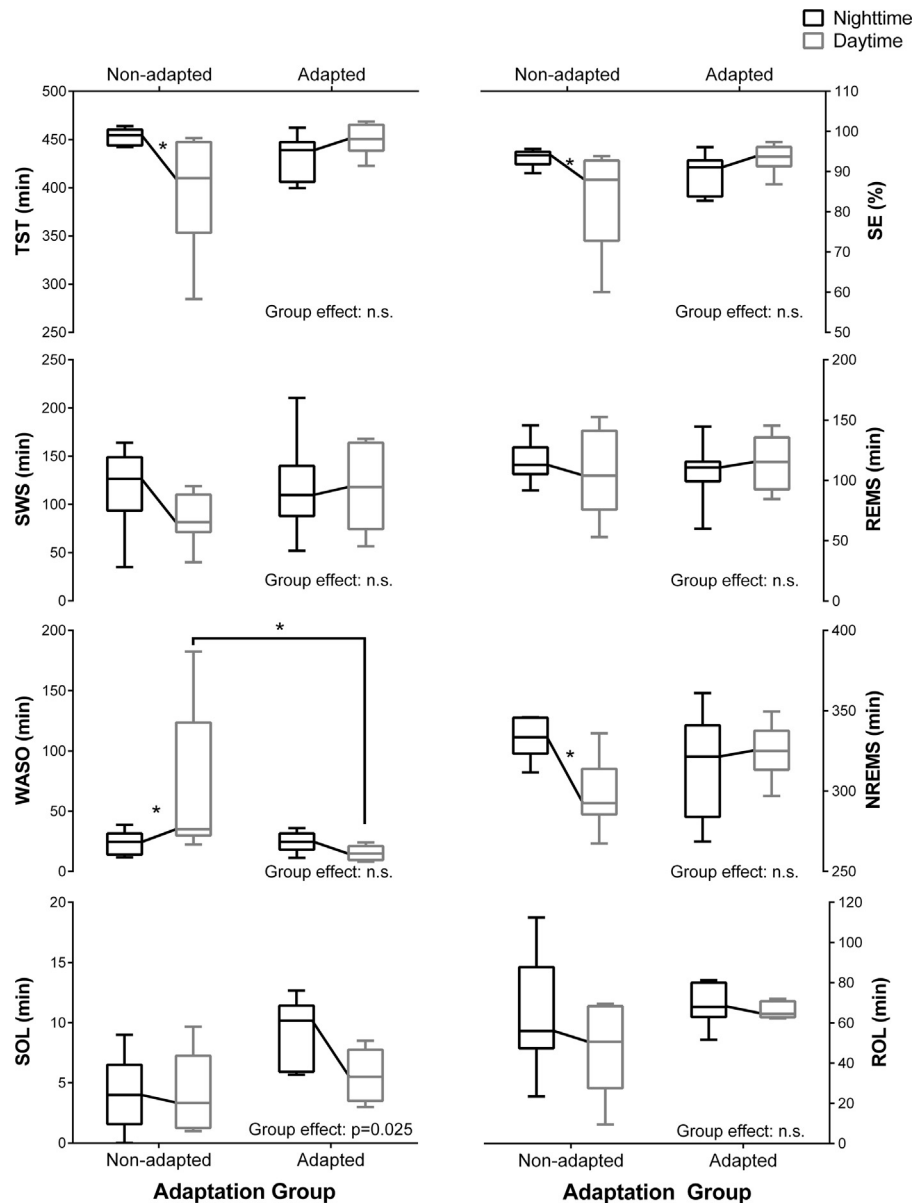 Nighttime
Daytime
Non-adapted Adapted Non-adapted Adapted
TST (min)
500
450
400
350
300
250
*
Group effect: n.s.
SE (%)
110
100
90
80
70
60
50
*
Group effect: n.s.
SWS (min)
250
200
150
100
50
0
Group effect: n.s.
REMS (min)
200
150
100
50
0
Group effect: n.s.
WASO (min)
200
150
100
50
0
*
*
Group effect: n.s.
NREMS (min)
400
350
300
250
*
Group effect: n.s.
SOL (min)
20
15
10
5
0
Group effect: p=0.025
ROL (min)
120
100
80
60
40
20
0
Group effect: n.s.
Non-adapted Adapted Non-adapted Adapted
Adaptation Group Adaptation Group